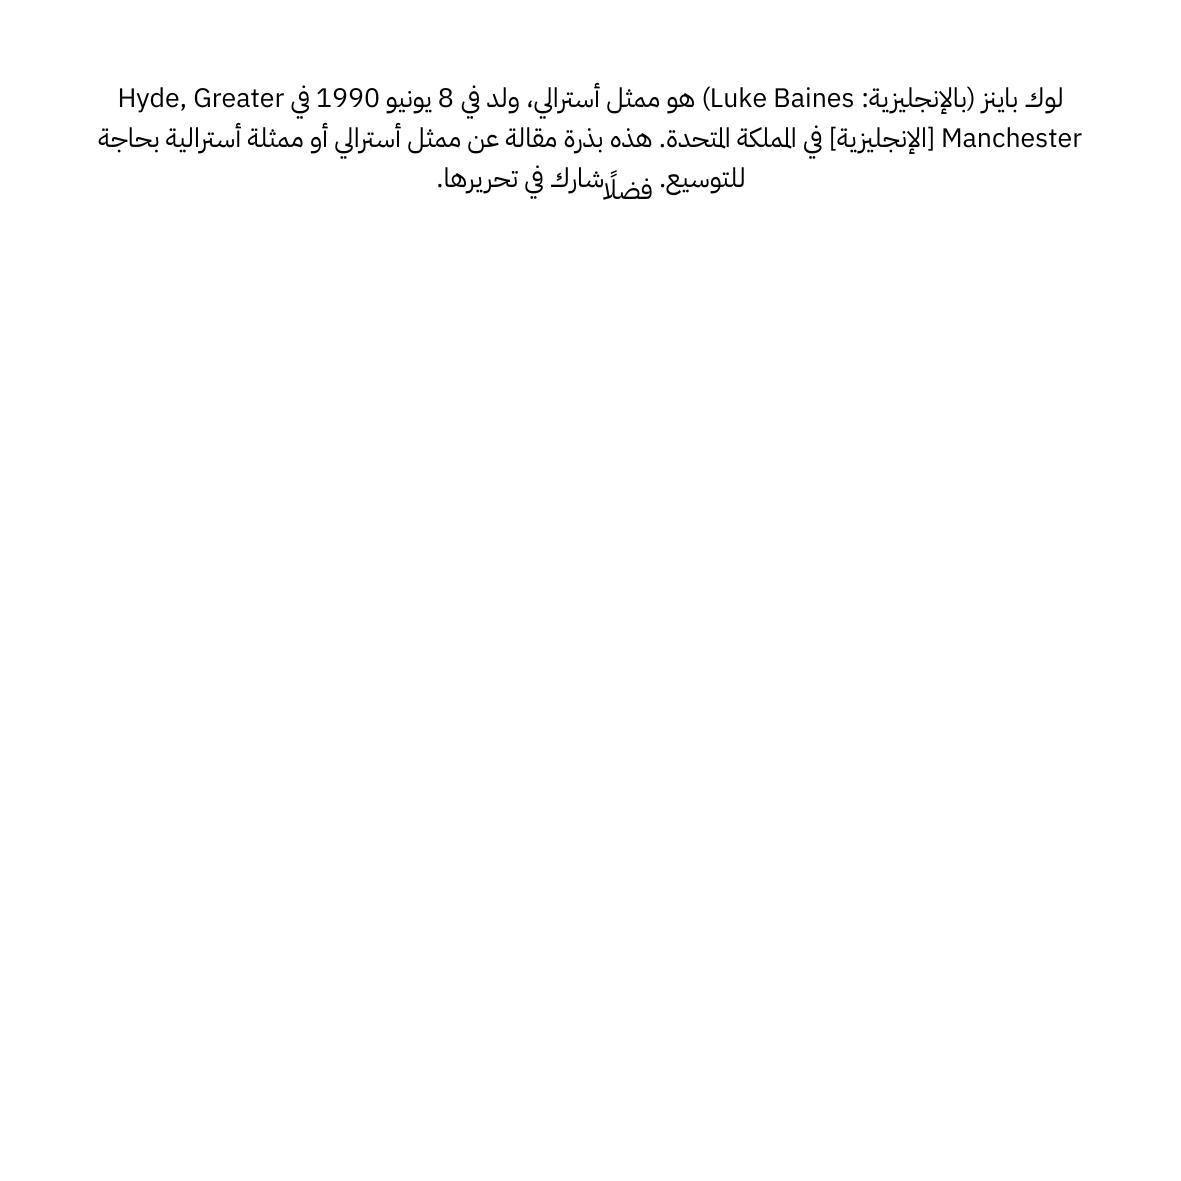 لوك باينز (بالإنجليزية: Luke Baines) هو ممثل أسترالي، ولد في 8 يونيو 1990 في Hyde, Greater
Manchester [الإنجليزية] في المملكة المتحدة. هذه بذرة مقالة عن ممثل أسترالي أو ممثلة أسترالية بحاجة
للتوسيع. فضلًا شارك في تحريرها.